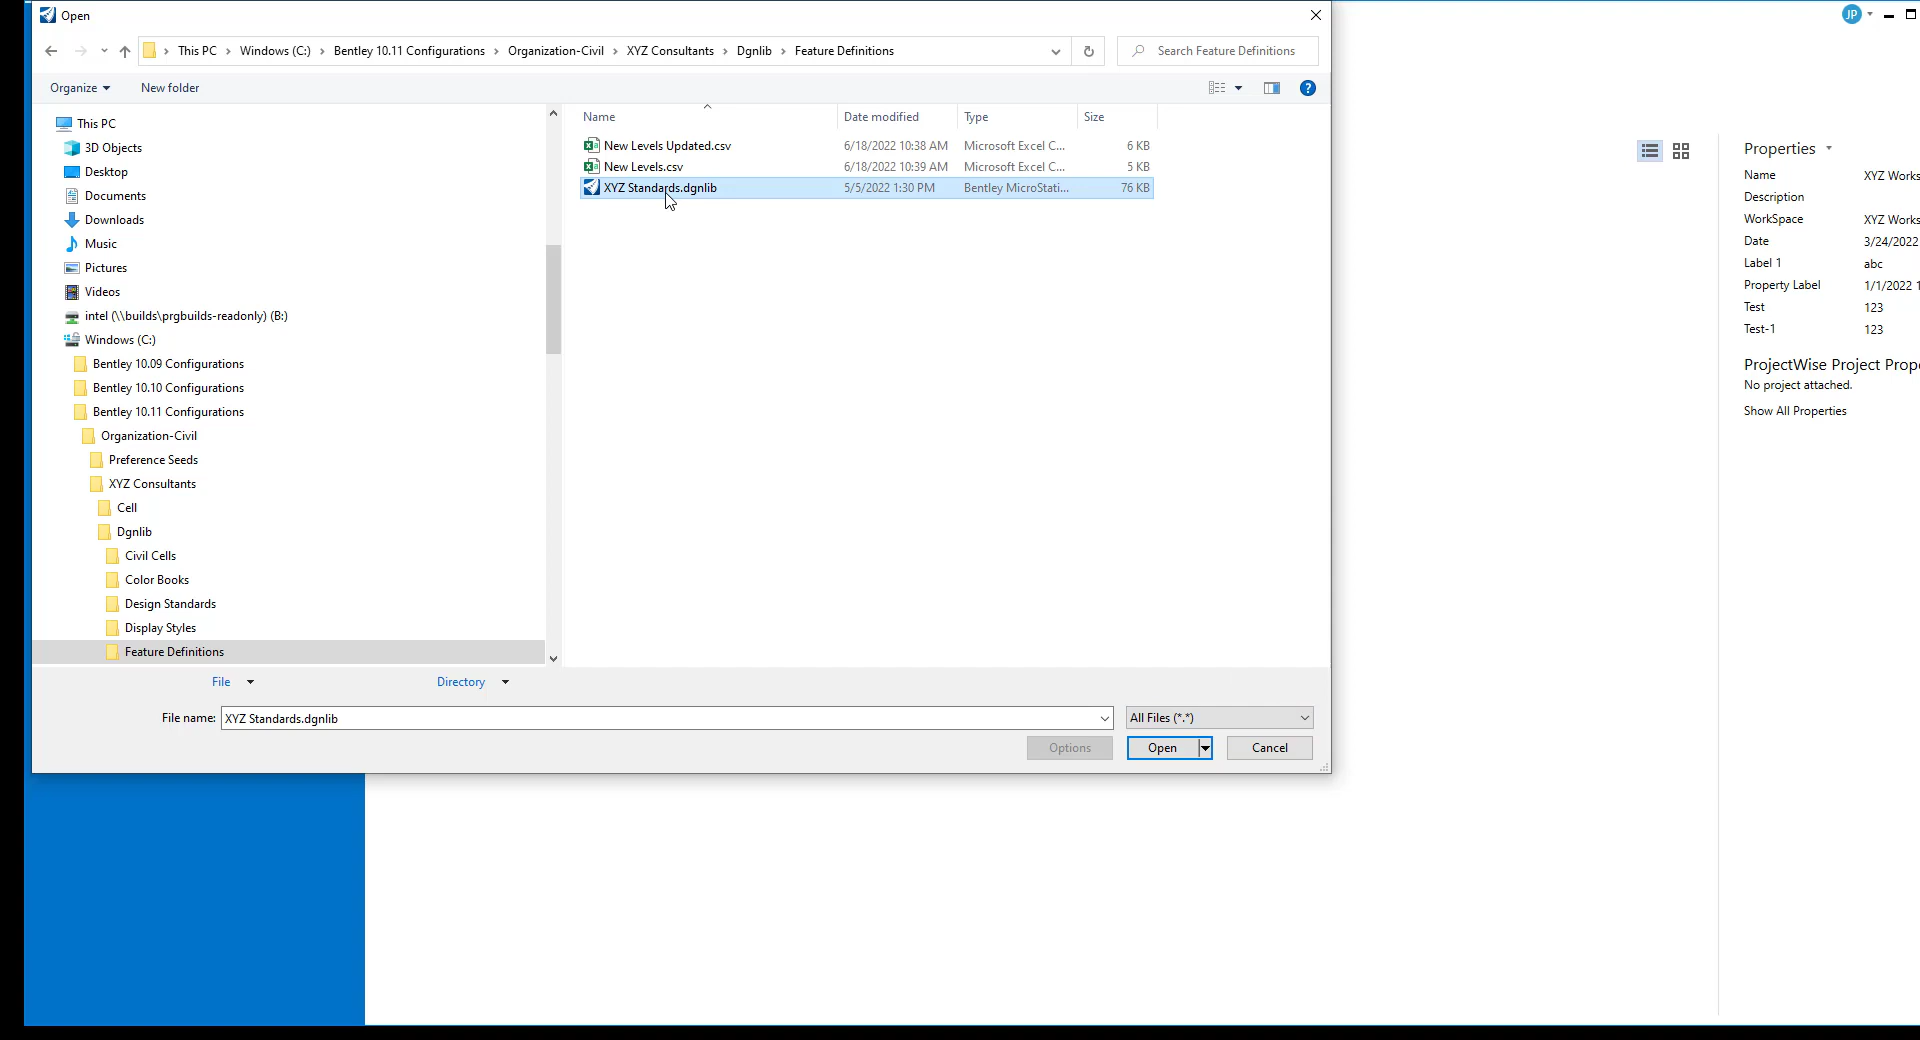 Open
JP
This PC
Windows (C:)
Bentley 10.11 Configurations
Organization-Civil
XYZ Consultants
Dgnlib
Feature Definitions
Search Feature Definitions
Organize
New folder
?
This PC
3D Objects
Desktop
Documents
Downloads
Music
Pictures
Videos
intel (\\builds\prgbuilds-readonly) (B:)
Windows (C:)
Bentley 10.09 Configurations
Bentley 10.10 Configurations
Bentley 10.11 Configurations
Organization-Civil
Preference Seeds
XYZ Consultants
Cell
Dgnlib
Civil Cells
Color Books
Design Standards
Display Styles
Feature Definitions
Name Date modified Type Size
New Levels Updated.csv 6/18/2022 10:38 AM Microsoft Excel C... 6 KB
New Levels.csv 6/18/2022 10:39 AM Microsoft Excel C... 5 KB
XYZ Standards.dgnlib 5/5/2022 1:30 PM Bentley MicroStati... 76 KB
File
Directory
File name: XYZ Standards.dgnlib
All Files (*.*)
Options
Open
Cancel
Properties
Name XYZ Works
Description
WorkSpace XYZ Works
Date 3/24/2022
Label 1 abc
Property Label 1/1/2022 1
Test 123
Test-1 123
ProjectWise Project Prope
No project attached.
Show All Properties